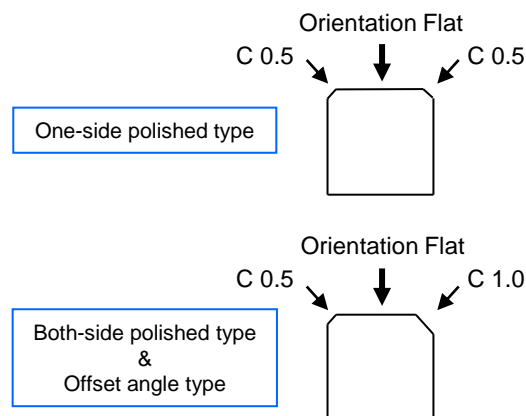 Orientation Flat
C 0.5
C 0.5
One-side polished type
Orientation Flat
C 0.5
C 1.0
Both-side polished type
&
Offset angle type